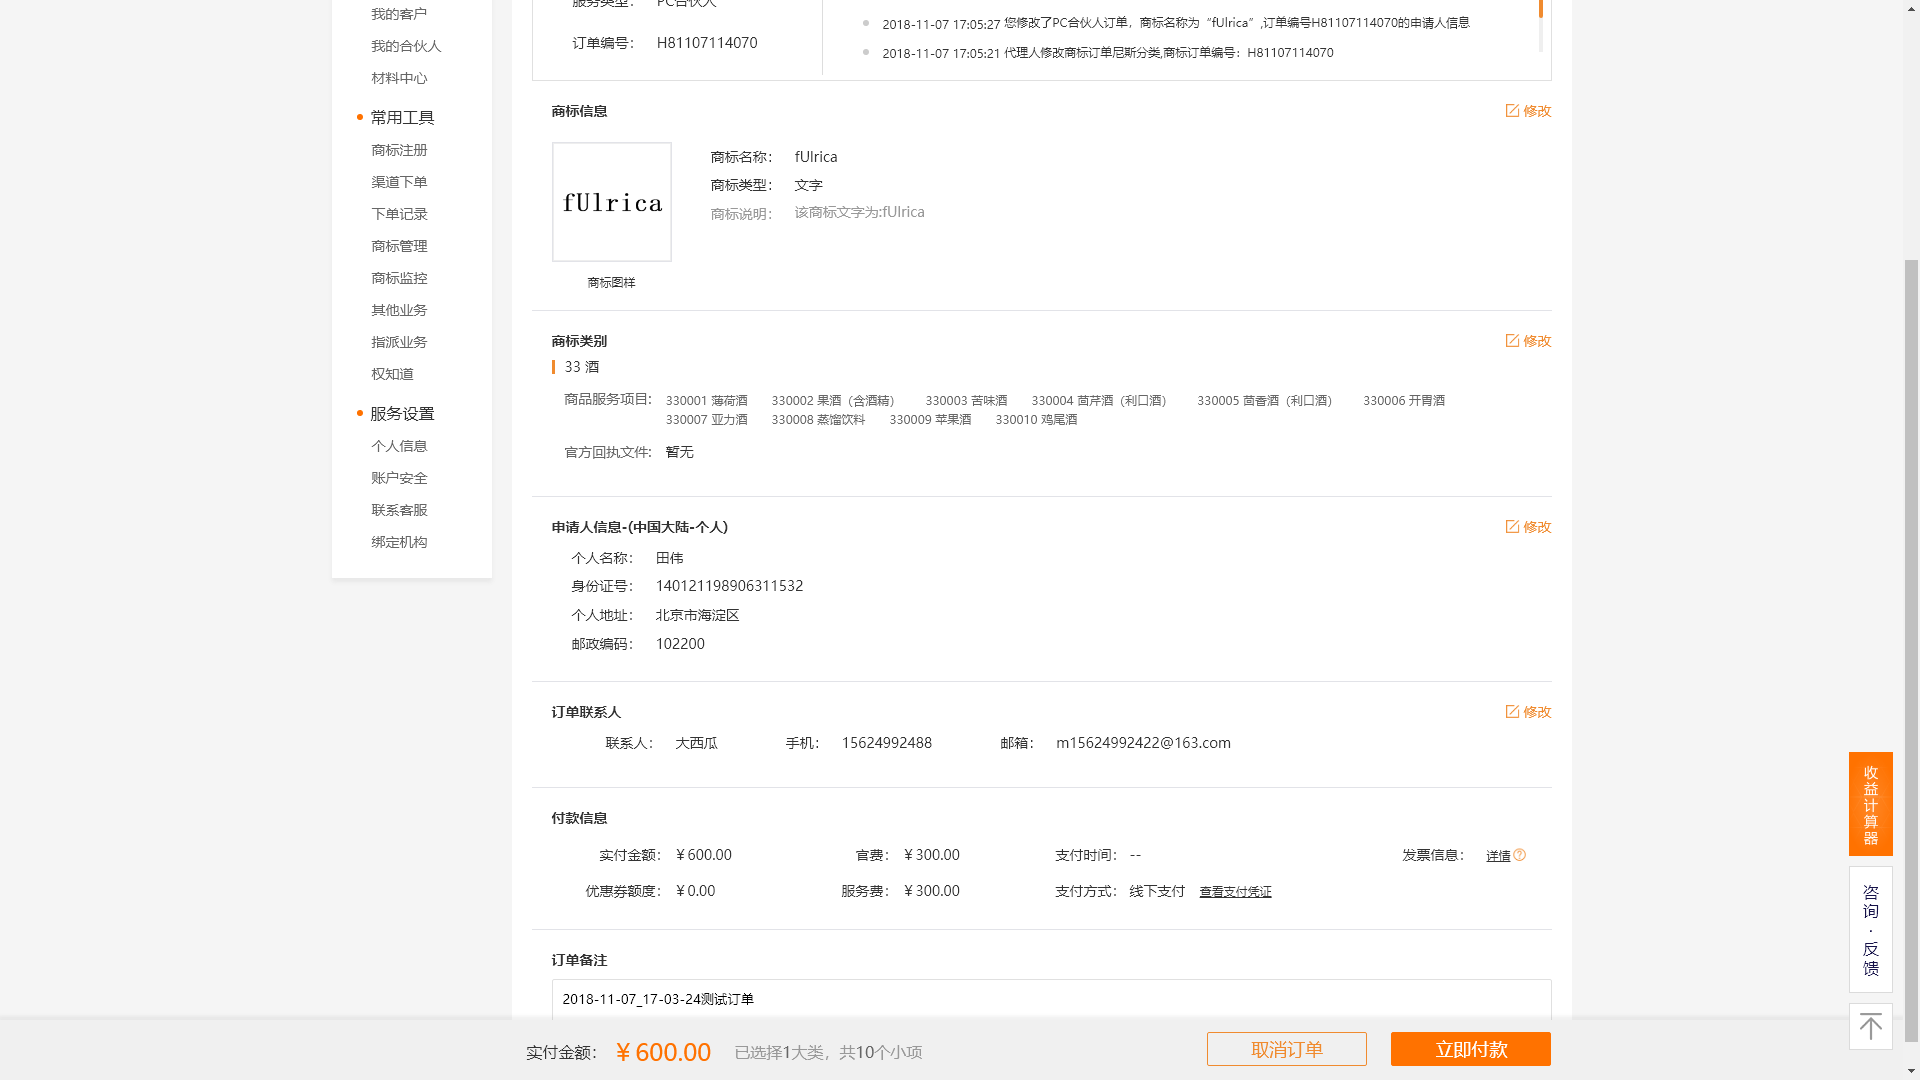 我的客户
我的合伙人
材料中心
常用工具
商标注册
渠道下单
下单记录
商标管理
商标监控
其他业务
指派业务
权知道
服务设置
个人信息
账户安全
联系客服
绑定机构
服务类型： PC合伙人
订单编号： H81107114070
2018-11-07 17:05:27 您修改了PC合伙人订单，商标名称为“fUlrica”,订单编号H81107114070的申请人信息
2018-11-07 17:05:21 代理人修改商标订单尼斯分类,商标订单编号：H81107114070
商标信息 修改
fUlrica
商标图样
商标名称： fUlrica
商标类型： 文字
商标说明： 该商标文字为:fUlrica
商标类别 修改
33 酒
商品服务项目: 330001 薄荷酒 330002 果酒（含酒精） 330003 苦味酒 330004 茴芹酒（利口酒） 330005 茴香酒（利口酒） 330006 开胃酒
330007 亚力酒 330008 蒸馏饮料 330009 苹果酒 330010 鸡尾酒
官方回执文件: 暂无
申请人信息-(中国大陆-个人) 修改
个人名称： 田伟
身份证号： 140121198906311532
个人地址： 北京市海淀区
邮政编码： 102200
订单联系人 修改
联系人： 大西瓜 手机： 15624992488 邮箱： m15624992422@163.com
付款信息
实付金额： ￥600.00 官费： ￥300.00 支付时间： -- 发票信息： 详情
优惠券额度： ￥0.00 服务费： ￥300.00 支付方式： 线下支付 查看支付凭证
订单备注
2018-11-07_17-03-24测试订单
实付金额： ￥600.00 已选择1大类，共10个小项 取消订单 立即付款
收益计算器
咨询·反馈